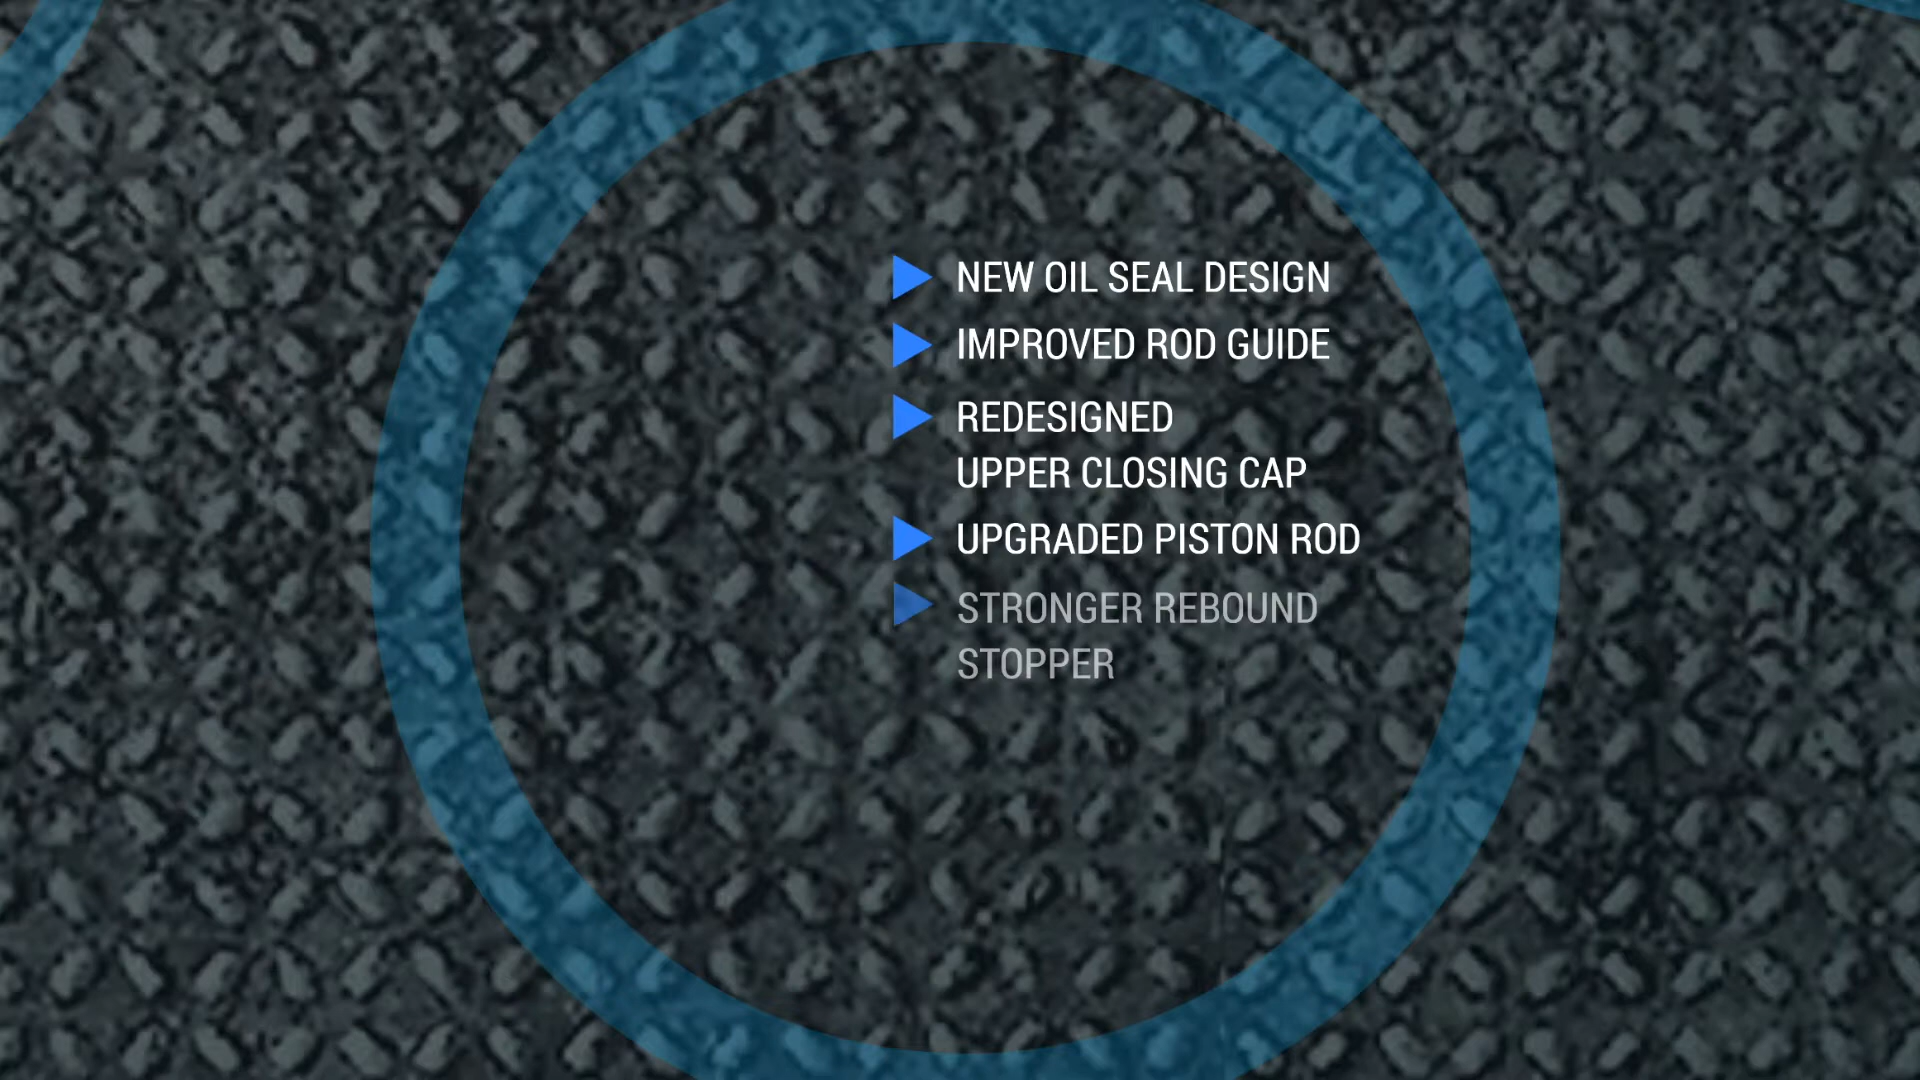 NEW OIL SEAL DESIGN
IMPROVED ROD GUIDE
REDESIGNED
UPPER CLOSING CAP
UPGRADED PISTON ROD
STRONGER REBOUND
STOPPER